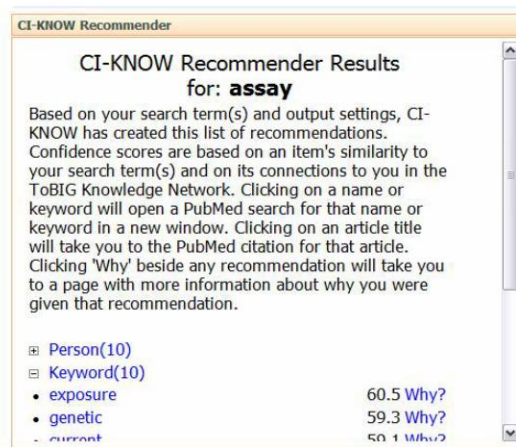 CI-KNOW Recommender
CI-KNOW Recommender Results
for: assay
Based on your search term(s) and output settings, CI-
KNOW has created this list of recommendations.
Confidence scores are based on an item's similarity to
your search term(s) and on its connections to you in the
ToBIG Knowledge Network. Clicking on a name or
keyword will open a PubMed search for that name or
keyword in a new window. Clicking on an article title
will take you to the PubMed citation for that article.
Clicking 'Why' beside any recommendation will take you
to a page with more information about why you were
given that recommendation.
Person(10)
Keyword(10)
• exposure 60.5 Why?
• genetic 59.3 Why?
• current 59.1 Why?